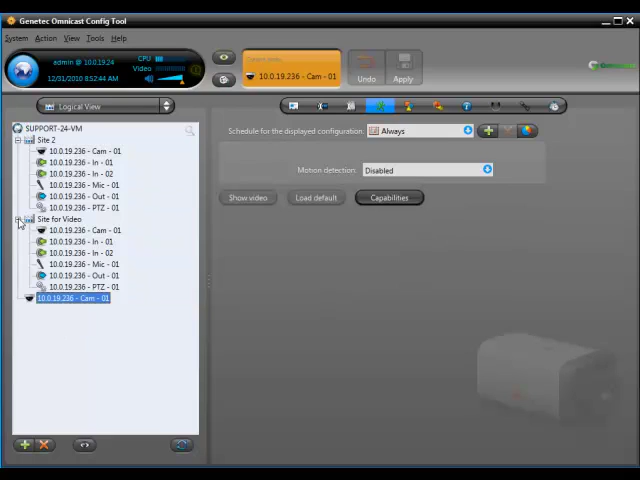 Genetec Omnicast Config Tool
System Action View Tools Help
admin @ 10.0.19.24
12/31/2010 8:52:44 AM
CPU
Video
10.0.19.236 - Cam - 01
Undo
Apply
Logical View
SUPPORT-24-VM
Site 2
10.0.19.236 - Cam - 01
10.0.19.236 - In - 01
10.0.19.236 - In - 02
10.0.19.236 - Mic - 01
10.0.19.236 - Out - 01
10.0.19.236 - PTZ - 01
Site for Video
10.0.19.236 - Cam - 01
10.0.19.236 - In - 01
10.0.19.236 - In - 02
10.0.19.236 - Mic - 01
10.0.19.236 - Out - 01
10.0.19.236 - PTZ - 01
10.0.19.236 - Cam - 01
Schedule for the displayed configuration: Always
Motion detection: Disabled
Show video
Load default
Capabilities